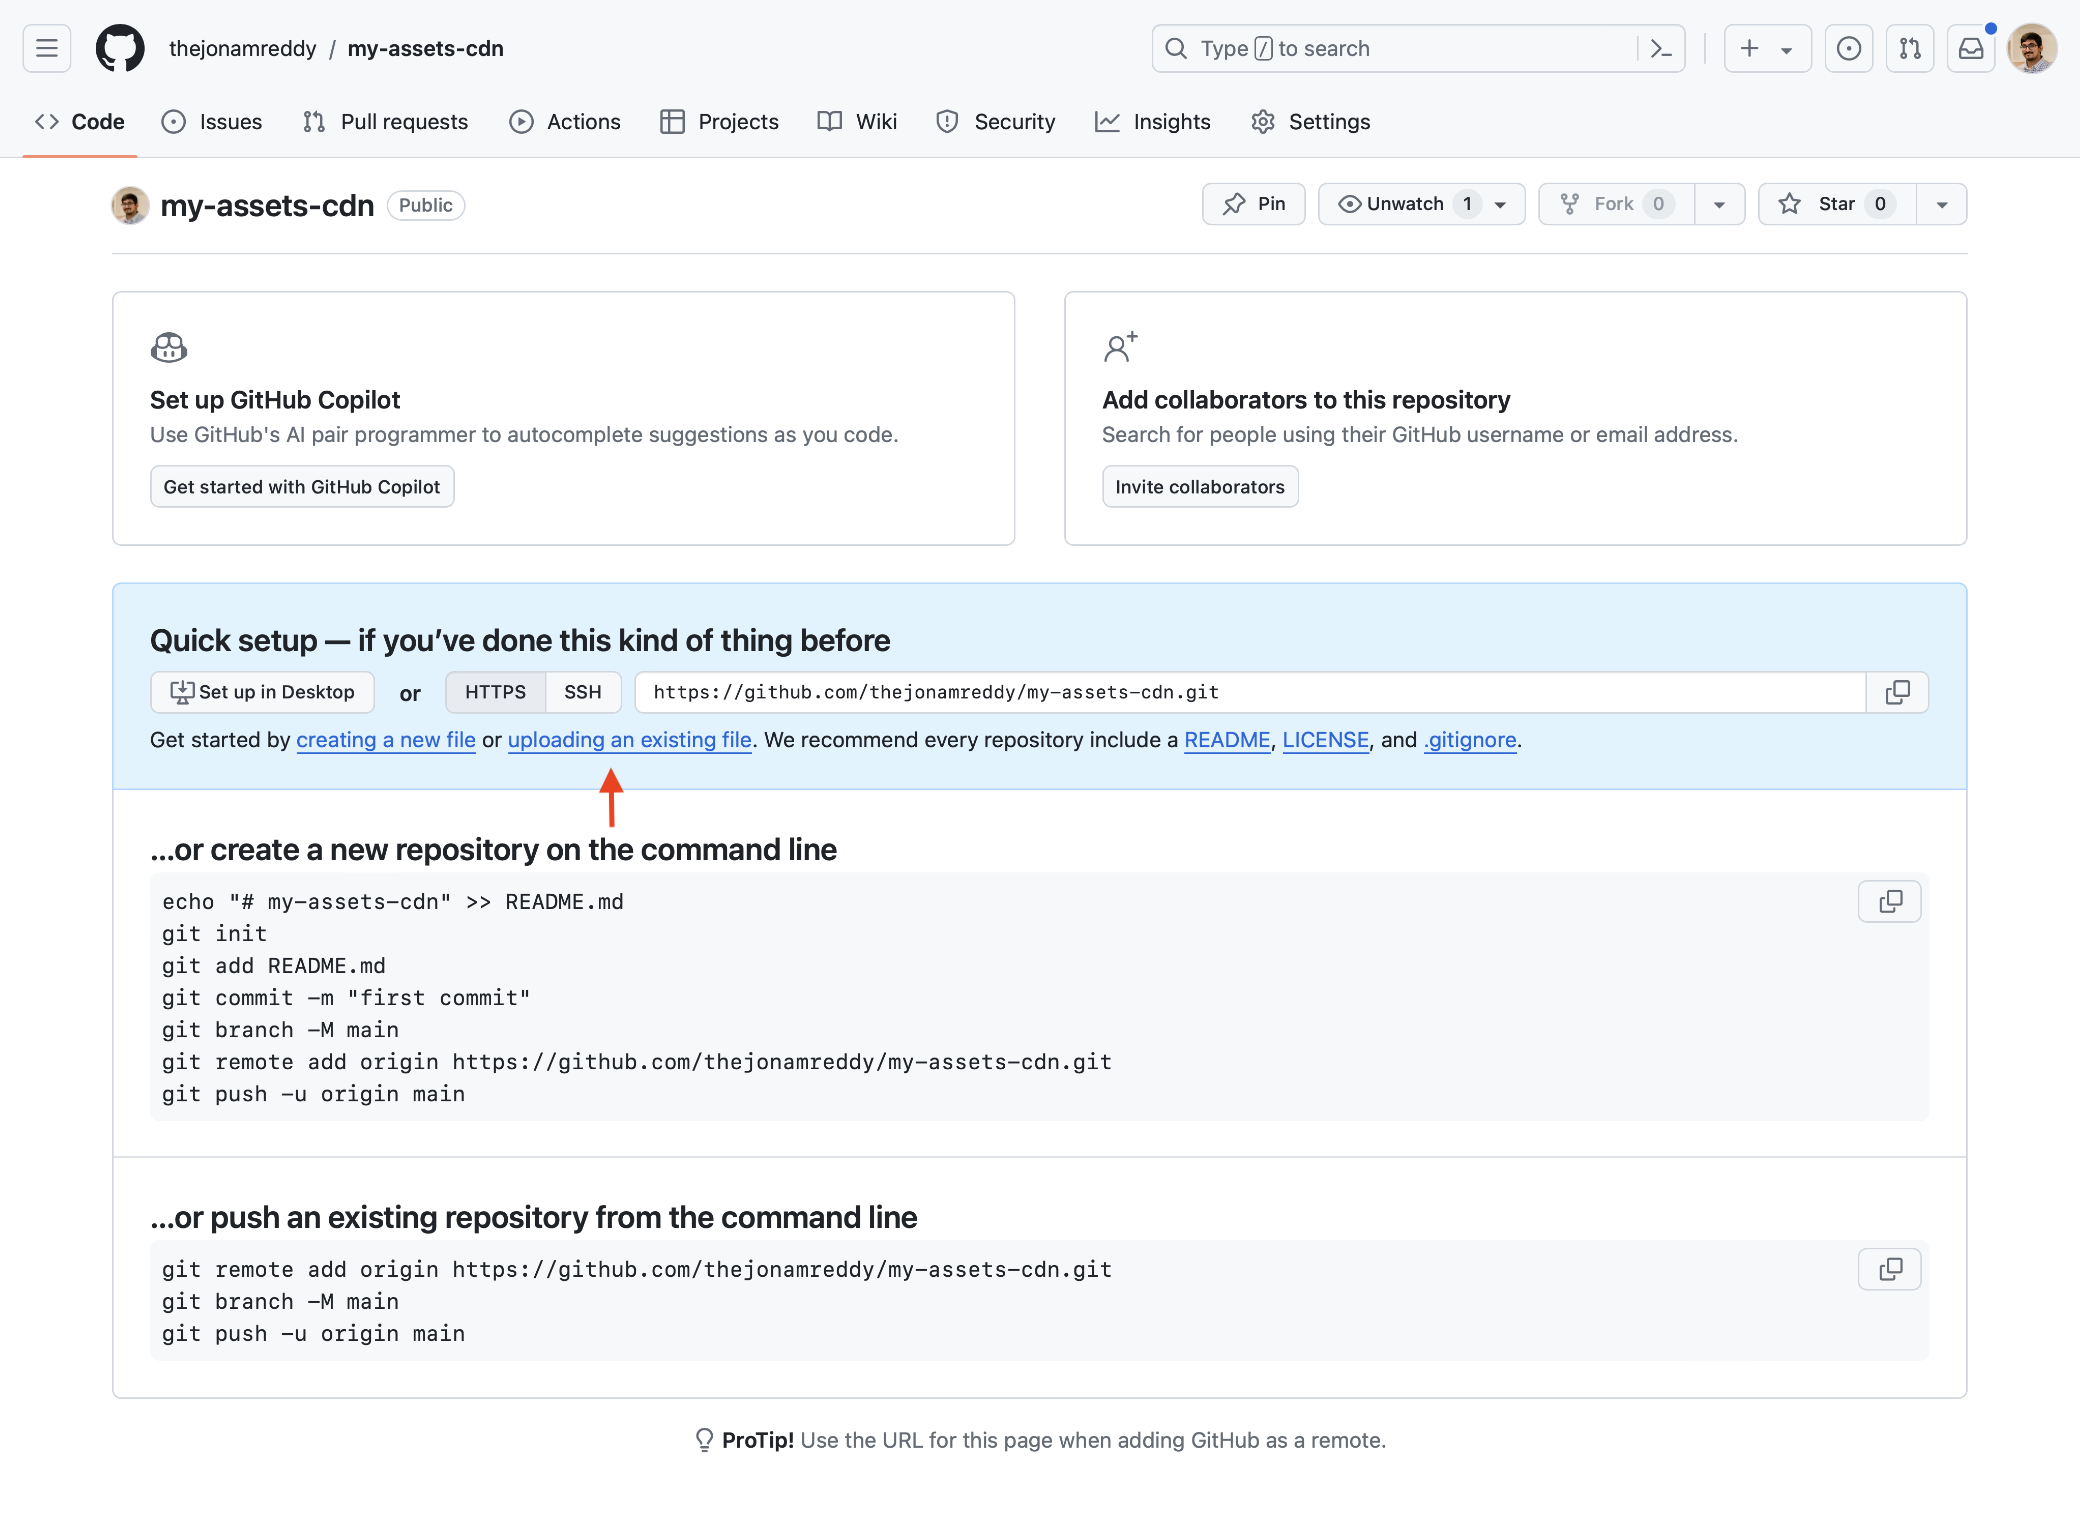 thejonamreddy / my-assets-cdn
Type / to search
Code Issues Pull requests Actions Projects Wiki Security Insights Settings
my-assets-cdn Public
Pin Unwatch 1 Fork 0 Star 0
Set up GitHub Copilot
Use GitHub's AI pair programmer to autocomplete suggestions as you code.
Get started with GitHub Copilot
Add collaborators to this repository
Search for people using their GitHub username or email address.
Invite collaborators
Quick setup — if you’ve done this kind of thing before
Set up in Desktop or HTTPS SSH https://github.com/thejonamreddy/my-assets-cdn.git
Get started by creating a new file or uploading an existing file. We recommend every repository include a README, LICENSE, and .gitignore.
…or create a new repository on the command line
echo "# my-assets-cdn" >> README.md
git init
git add README.md
git commit -m "first commit"
git branch -M main
git remote add origin https://github.com/thejonamreddy/my-assets-cdn.git
git push -u origin main
…or push an existing repository from the command line
git remote add origin https://github.com/thejonamreddy/my-assets-cdn.git
git branch -M main
git push -u origin main
ProTip! Use the URL for this page when adding GitHub as a remote.